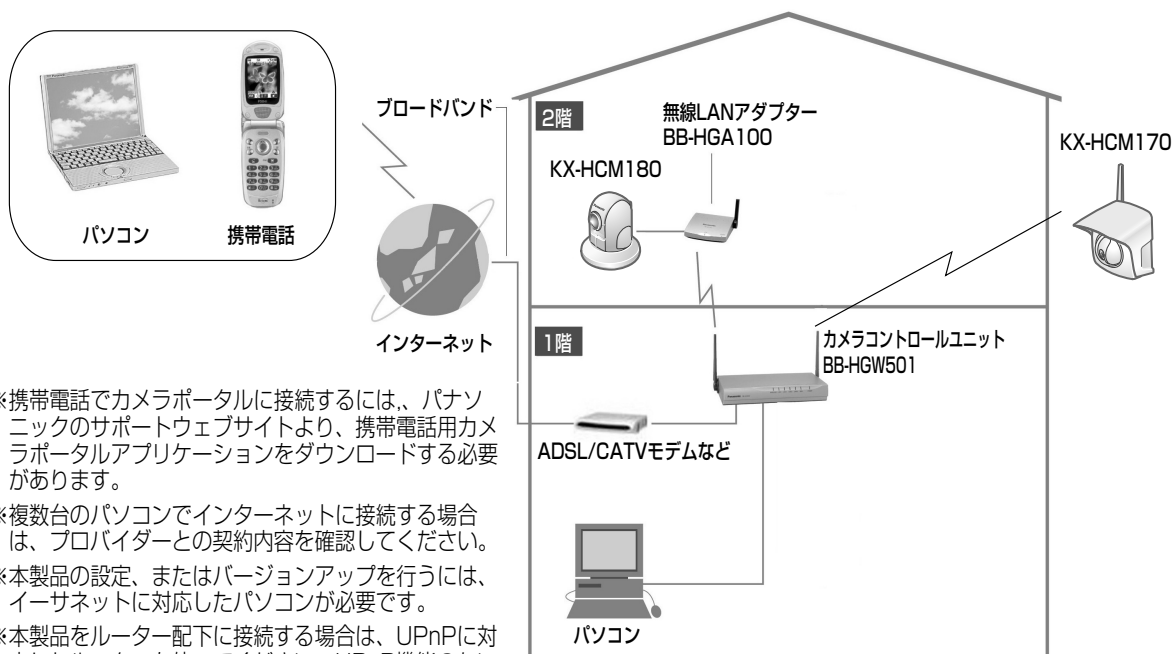 ブロードバンド
2階
無線LANアダプター
BB-HGA100
KX-HCM180
KX-HCM170
パソコン
携帯電話
インターネット
1階
カメラコントロールユニット
BB-HGW501
ADSL/CATVモデムなど
パソコン
※携帯電話でカメラポータルに接続するには,、パナソ
ニックのサポートウェブサイトより、携帯電話用カメ
ラポータルアプリケーションをダウンロードする必要
があります。
※複数台のパソコンでインターネットに接続する場合
は、プロバイダーとの契約内容を確認してください。
※本製品の設定、またはバージョンアップを行うには、
イーサネットに対応したパソコンが必要です。
※本製品をルーター配下に接続する場合は、UPnPに対